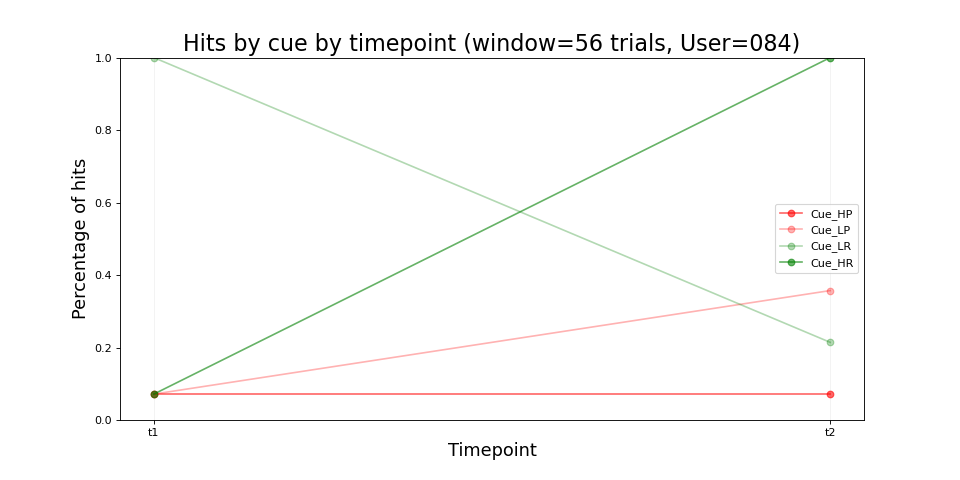 Hits by cue by timepoint (window=56 trials, User=084)
Percentage of hits
1.0
0.8
0.6
0.4
0.2
0.0
Cue_HP
Cue_LP
Cue_LR
Cue_HR
t1
t2
Timepoint